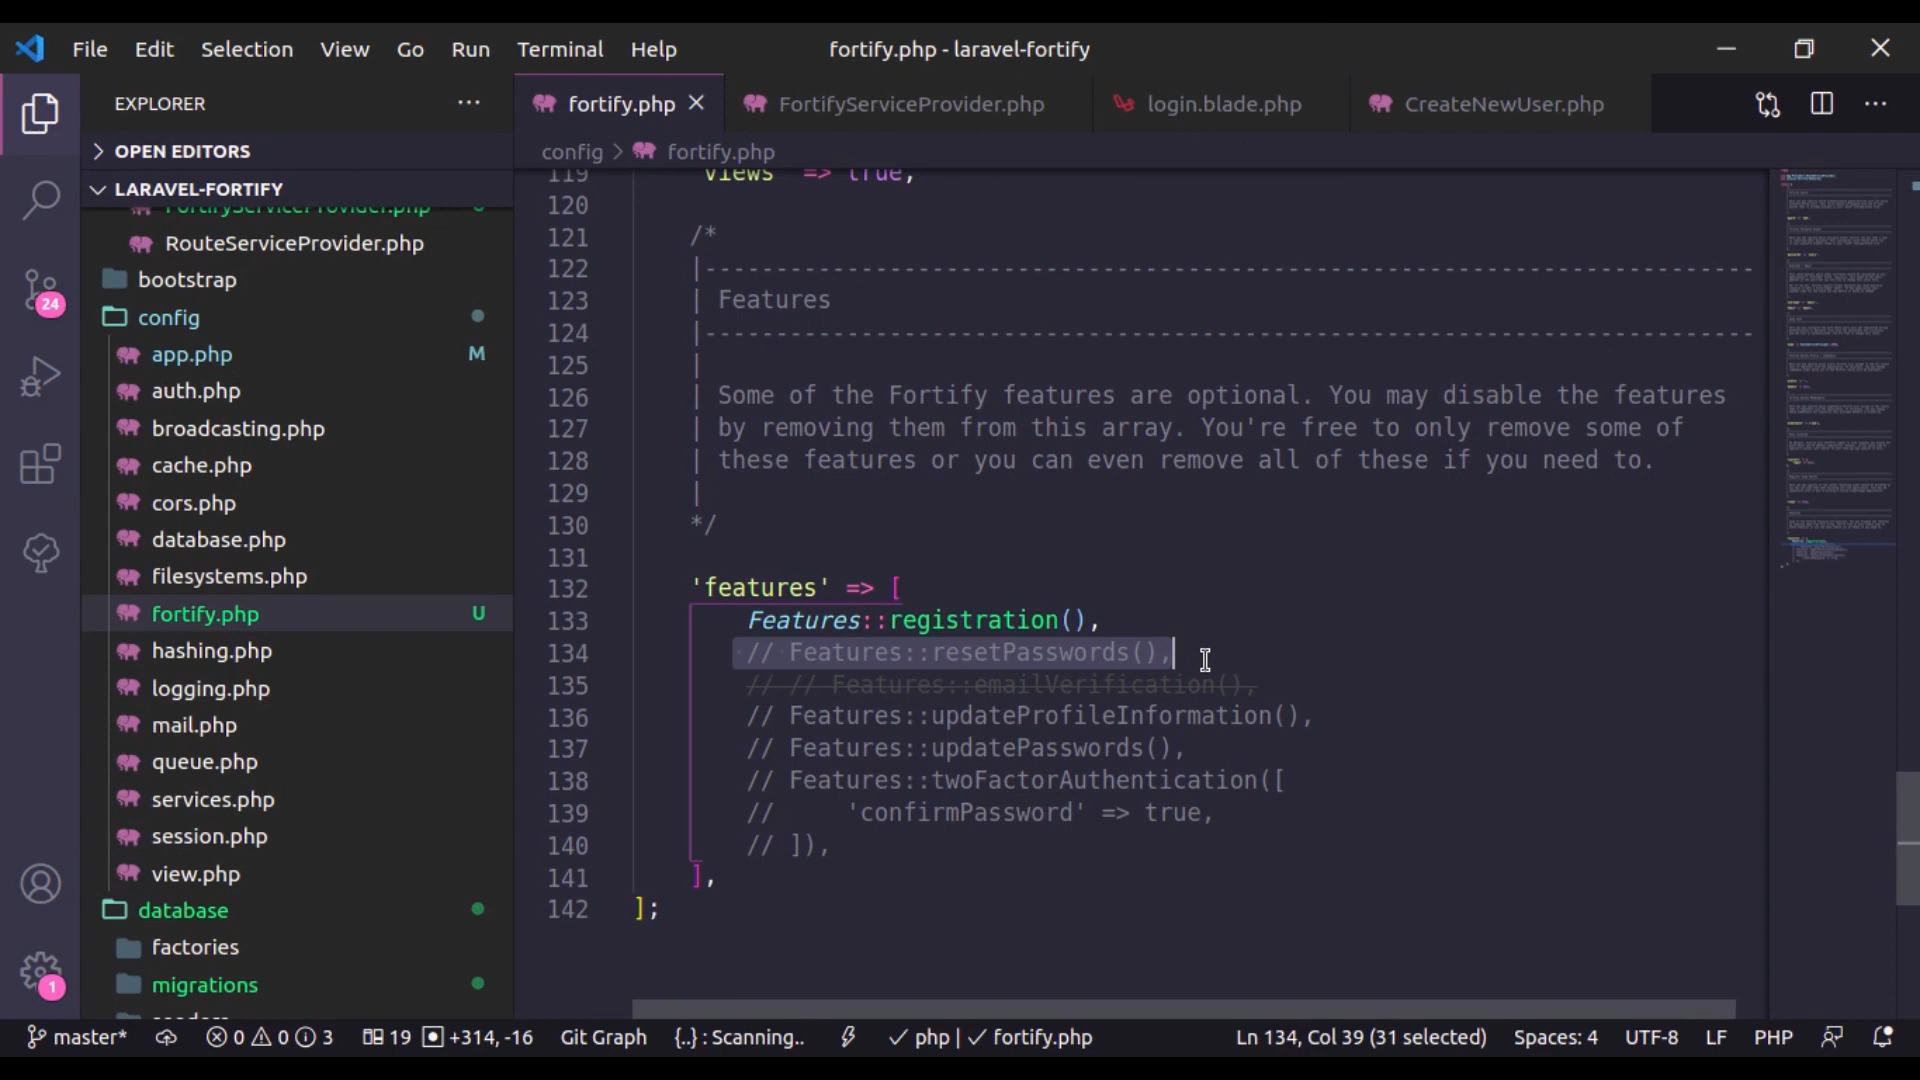 File Edit Selection View Go Run Terminal Help
fortify.php - laravel-fortify
EXPLORER
OPEN EDITORS
LARAVEL-FORTIFY
FortifyServiceProvider.php
RouteServiceProvider.php
bootstrap
config
app.php M
auth.php
broadcasting.php
cache.php
cors.php
database.php
filesystems.php
fortify.php U
hashing.php
logging.php
mail.php
queue.php
services.php
session.php
view.php
database
factories
migrations
24
1
fortify.php FortifyServiceProvider.php login.blade.php CreateNewUser.php
config > fortify.php
119 'views' => true,
120
121 /*
122 |--------------------------------------------------------------------------
123 | Features
124 |--------------------------------------------------------------------------
125 |
126 | Some of the Fortify features are optional. You may disable the features
127 | by removing them from this array. You're free to only remove some of
128 | these features or you can even remove all of these if you need to.
129 |
130 */
131
132 'features' => [
133 Features::registration(),
134 // Features::resetPasswords(),
135 // // Features::emailVerification(),
136 // Features::updateProfileInformation(),
137 // Features::updatePasswords(),
138 // Features::twoFactorAuthentication([
139 //     'confirmPassword' => true,
140 // ]),
141 ],
142 ];
master* 0 0 3 19 +314, -16 Git Graph {..} : Scanning.. php | fortify.php Ln 134, Col 39 (31 selected) Spaces: 4 UTF-8 LF PHP